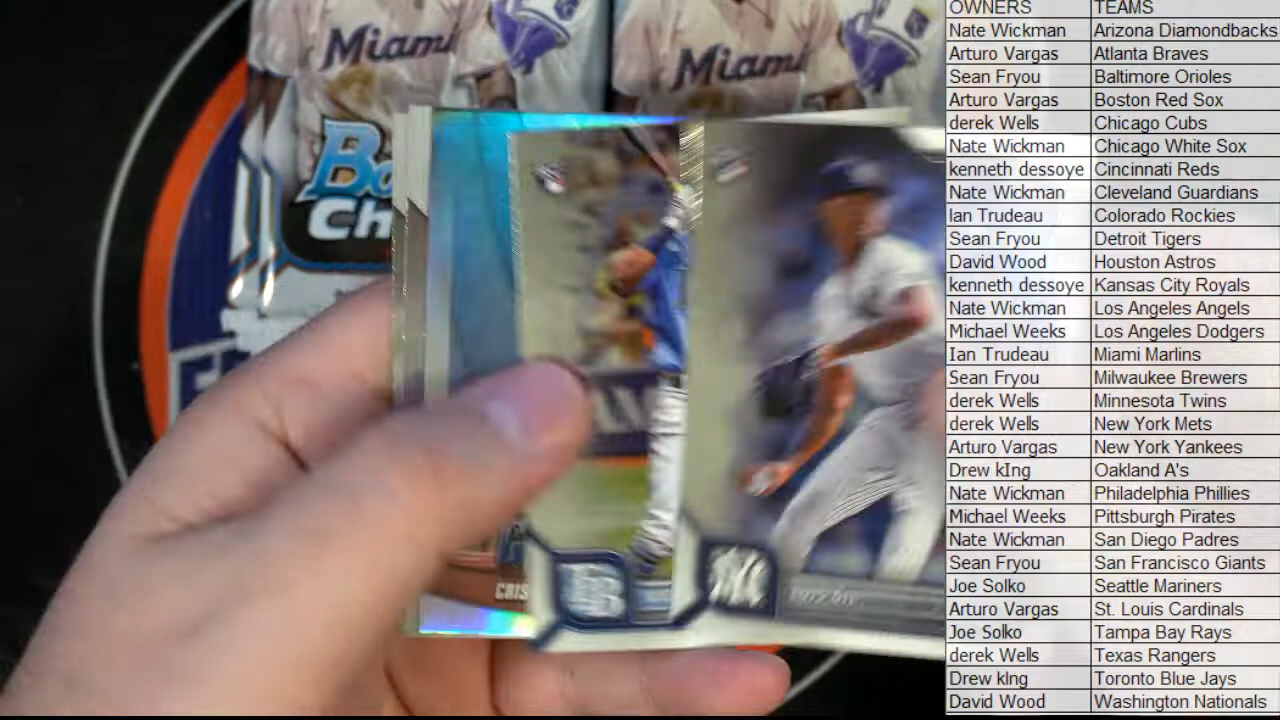 OWNERS TEAMS
Nate Wickman Arizona Diamondbacks
Arturo Vargas Atlanta Braves
Sean Fryou Baltimore Orioles
Arturo Vargas Boston Red Sox
derek Wells Chicago Cubs
Nate Wickman Chicago White Sox
kenneth dessoye Cincinnati Reds
Nate Wickman Cleveland Guardians
Ian Trudeau Colorado Rockies
Sean Fryou Detroit Tigers
David Wood Houston Astros
kenneth dessoye Kansas City Royals
Nate Wickman Los Angeles Angels
Michael Weeks Los Angeles Dodgers
Ian Trudeau Miami Marlins
Sean Fryou Milwaukee Brewers
derek Wells Minnesota Twins
derek Wells New York Mets
Arturo Vargas New York Yankees
Drew kIng Oakland A's
Nate Wickman Philadelphia Phillies
Michael Weeks Pittsburgh Pirates
Nate Wickman San Diego Padres
Sean Fryou San Francisco Giants
Joe Solko Seattle Mariners
Arturo Vargas St. Louis Cardinals
Joe Solko Tampa Bay Rays
derek Wells Texas Rangers
Drew kIng Toronto Blue Jays
David Wood Washington Nationals
Miami
Miami
Bo
Ch
CRIS